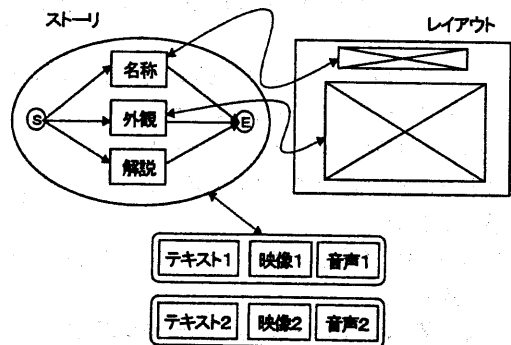 ストーリ
レイアウト
名称
S
外観
E
解説
テキスト1 映像1 音声1
テキスト2 映像2 音声2